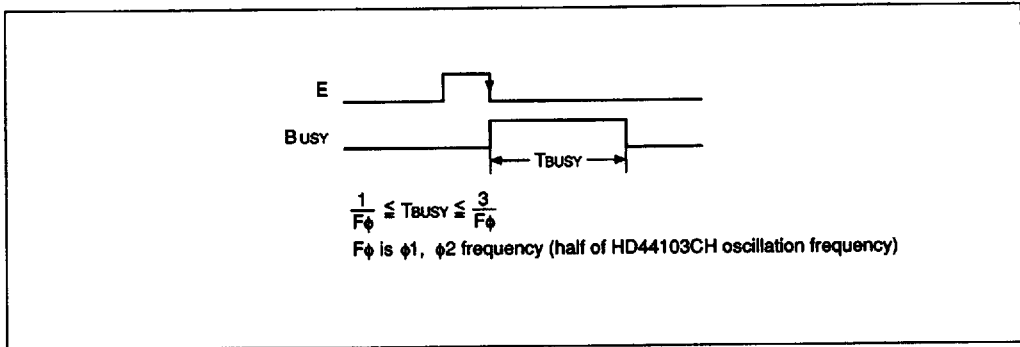 E
BUSY
TBUSY
1/Fφ ≦ TBUSY ≦ 3/Fφ
Fφ is φ1, φ2 frequency (half of HD44103CH oscillation frequency)